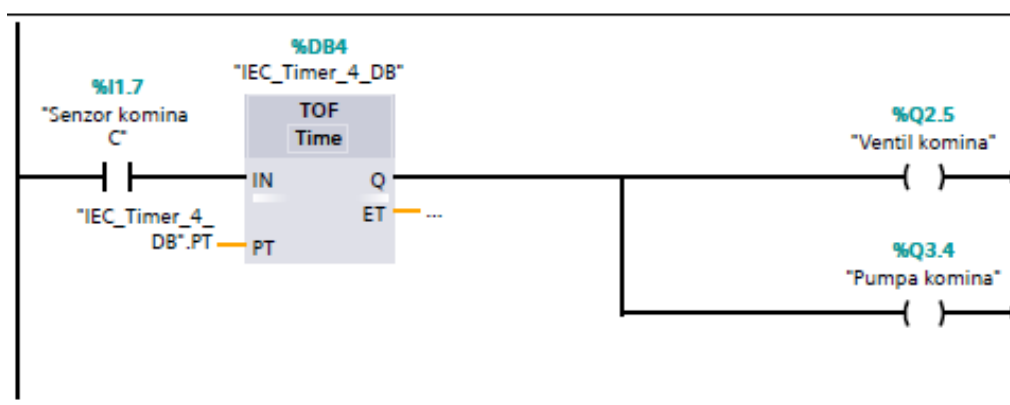 %DB4
"IEC_Timer_4_DB"
%I1.7
"Senzor komina
C"
TOF
Time
IN
Q
ET
...
"IEC_Timer_4_
DB".PT
PT
%Q2.5
"Ventil komina"
%Q3.4
"Pumpa komina"